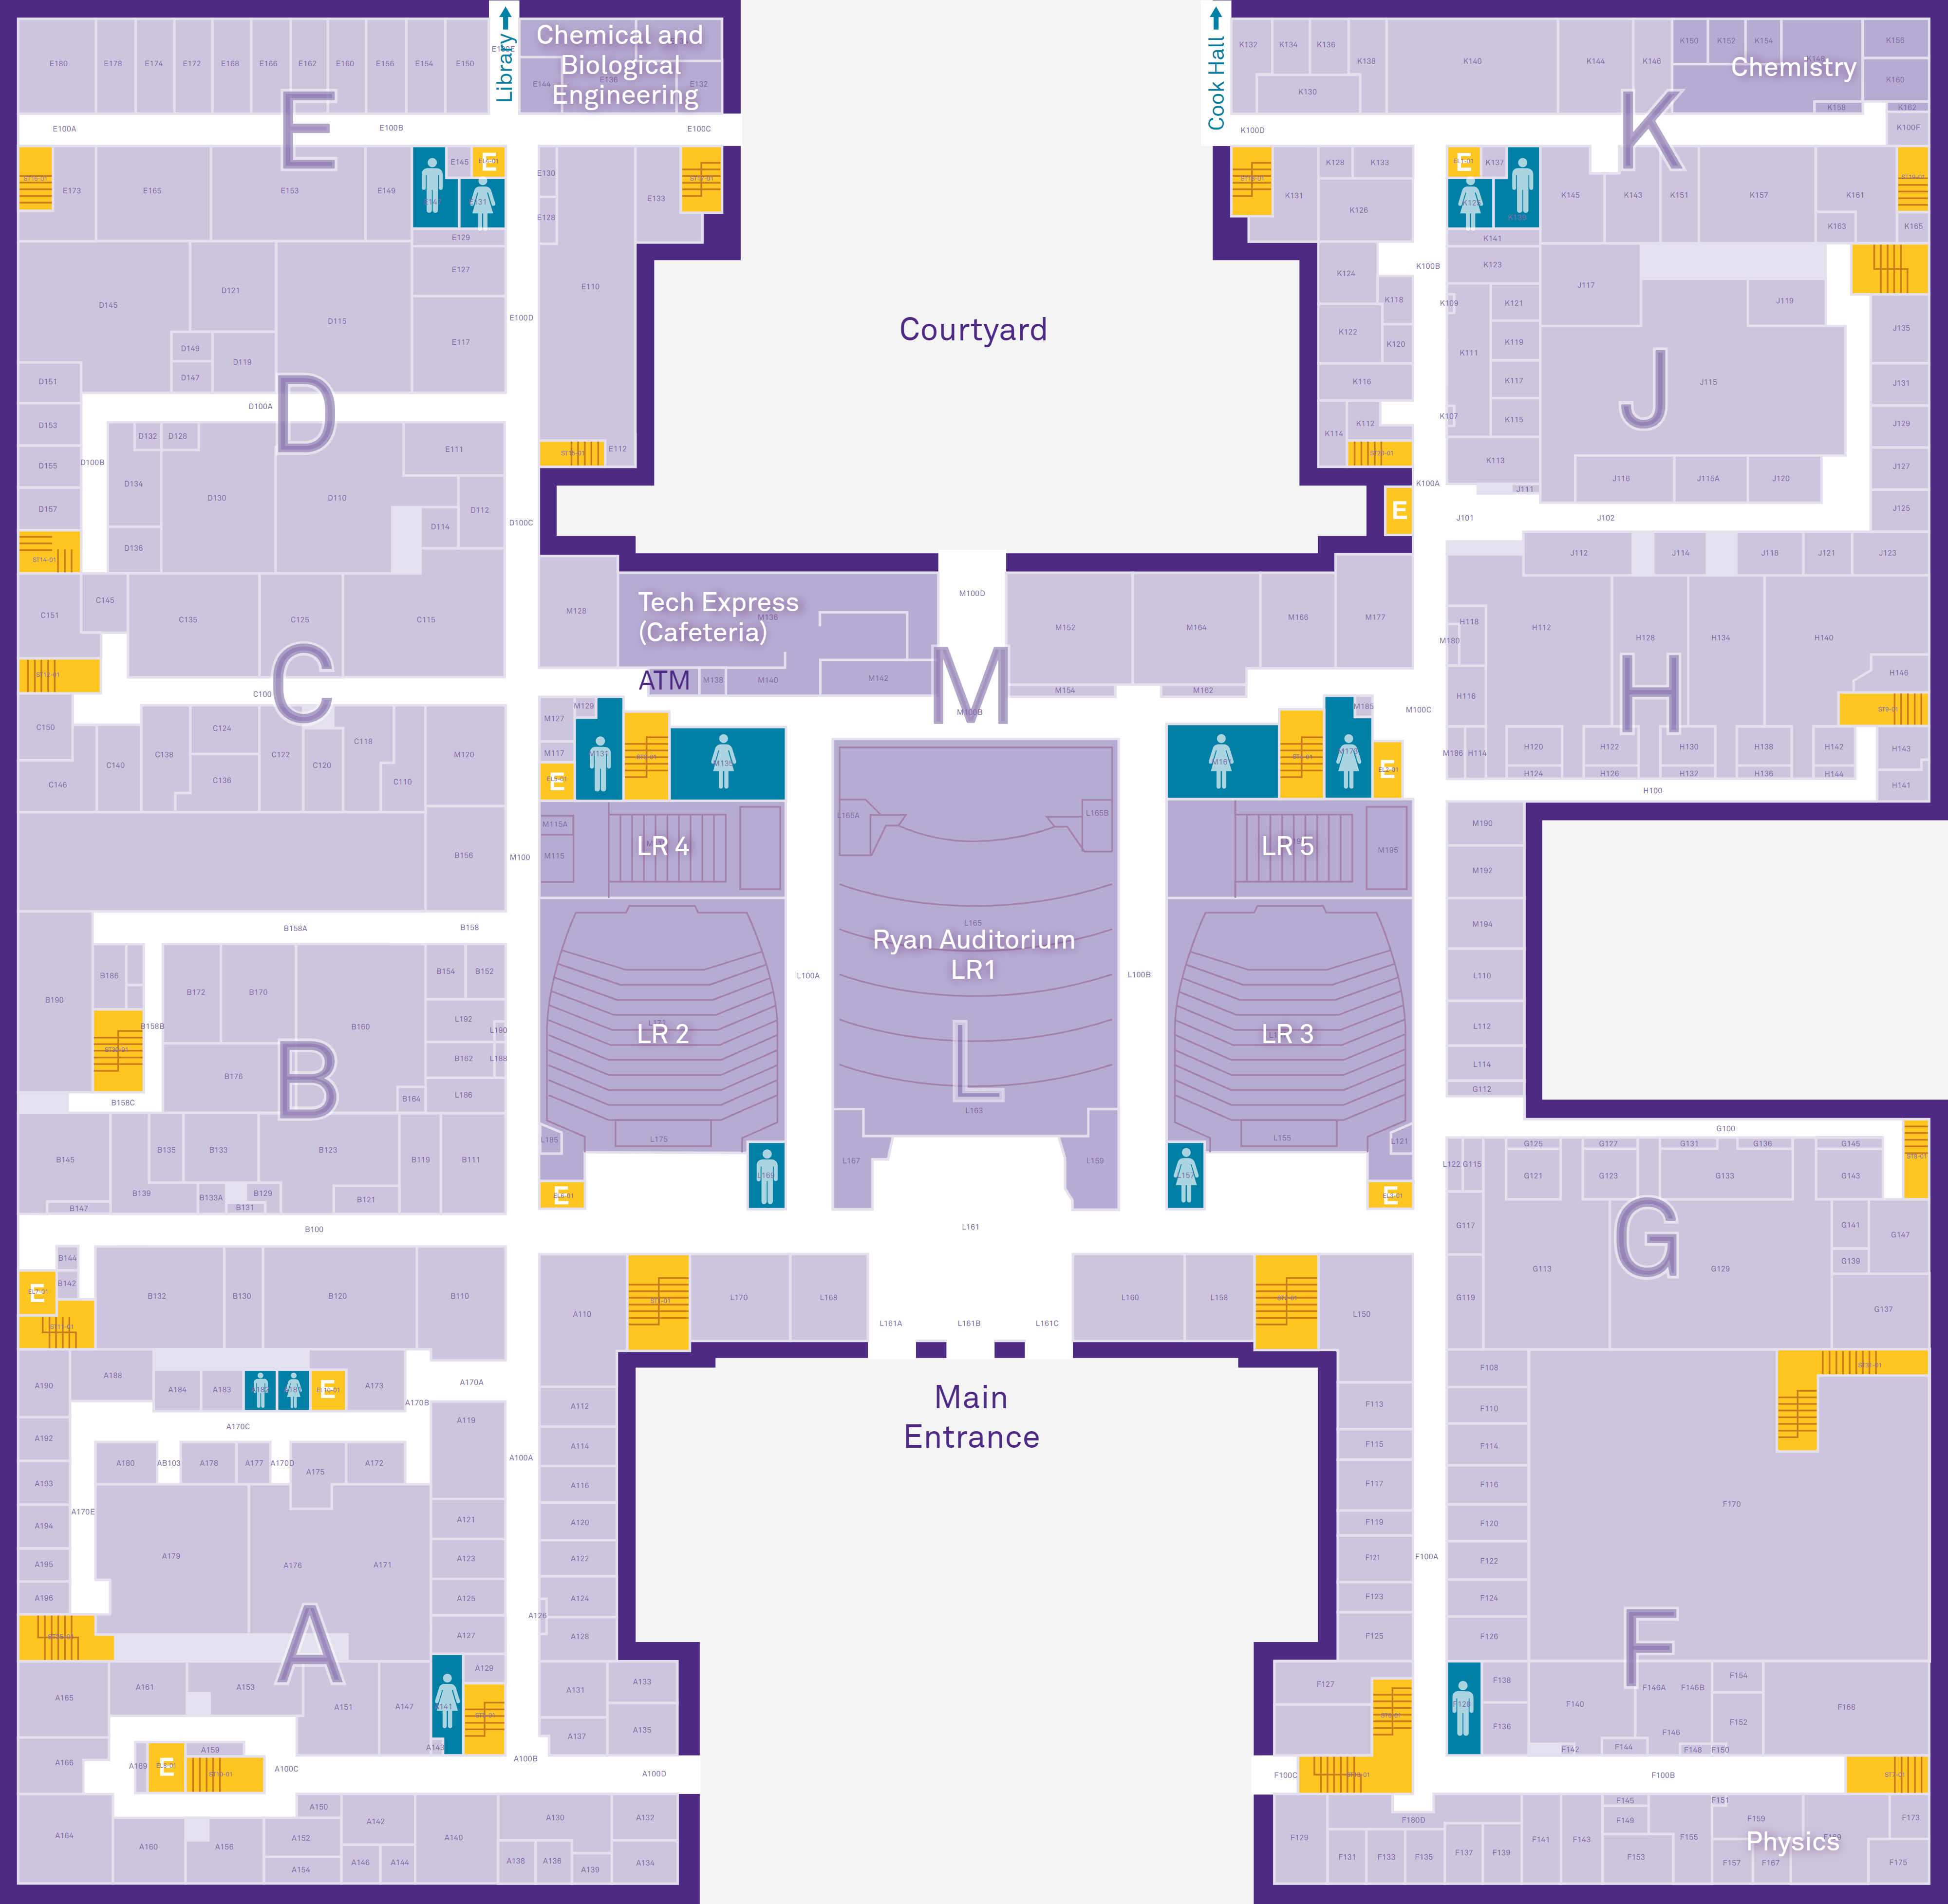 Library
Chemical and
Biological
Engineering
Cook Hall
Chemistry
E180 E178 E174 E172 E168 E166 E162 E160 E156 E154 E150
E144 E132
K132 K134 K136 K138 K140 K144 K146 K150 K152 K154 K156
K130 K158 K160 K162
E
K
E100A E100B E100C
K100D K100F
E173 E165 E153 E149 E145 E
E131 E129 E130 E128 E133
K131 K128 K133 K126
E K137 K145 K143 K151 K157 K161 K163 K165
K141 K123 K100B
D145 D121 D115 E127 E117 E100D E110
D149 D147 D119
Courtyard
K124 K118 K122 K120 K116 K114 K112
K109 K111 K121 K119 K117 K115 K107 K113
J117 J119 J115 J135 J131 J129 J127 J125
J
D151 D153 D155 D157
D100A
D
D100B D132 D128 D134 D130 D110 D136 E111 D112 D114 D100C
E112
K100A J111 J116 J115A J120
E
J101 J102
J112 J114 J118 J121 J123
C151 C145 C135 C125 C115
M128
Tech Express
(Cafeteria)
M136
M100D
M152 M164 M166 M177
ATM
M138 M140 M142 M154 M162
C100
C
M
M100B M100C
M180 H118 H112 H128 H134 H140 H146 H116
H
C150 C124 C138 C140 C136 C122 C120 C118 C110 C146 M120
M127 M129 M117 E
M185 E
M186 H114 H120 H122 H130 H138 H142 H143
H124 H126 H132 H136 H144 H141
H100
M115A M115
LR 4
L165A L165B
LR 5
M195
M190 M192 M194
B156 M100
B158A B158
B190 B186 B158B B172 B170 B160 B154 B152 L192 L190 B162 L188 B176 B164 L188
L165
Ryan Auditorium
LR1
L100A L100B
LR 2
LR 3
L110 L112 L114 G112
B
B158C
L
L163
L185 L175 L155 L121
G100
B145 B135 B133 B123 B119 B111
B139 B133A B129 B121 B147 B131
L167 L159 L157
E
E
L122 G115 G125 G127 G131 G136 G145
G121 G123 G133 G143
B100
L161
G117 G113 G129 G141 G147 G139 G119 G137
G
B144 B142 E
B132 B130 B120 B110
A110 L170 L168 L161A L161B L161C L160 L158 L150
A190 A188 A184 A183 E A173 A170B A170A
A170C A119
A192 A193 A194 A195 A196
A180 AB103 A178 A177 A170D A175 A172
A170E A179 A176 A171 A121 A123 A125 A127
A
A100A A112 A114 A116 A120 A122 A124 A126 A128
Main
Entrance
F113 F115 F117 F119 F121 F123 F125
F100A
F108 F110 F114 F116 F120 F122 F124 F126
F170
F
A165 A161 A153 A151 A147 A141 A129 A143
A131 A133 A137 A135
F127 F138 F136 F140 F146A F146B F146 F154 F152 F168
F142 F144 F148 F150
A166 A169 E A159 A100C A100B A100D
F100C F100B
A164 A160 A156 A150 A152 A154 A142 A146 A144 A140
A130 A132 A138 A136 A139 A134
F129 F180D F131 F133 F135 F137 F139 F141 F143
F145 F149 F153 F155 F151 F159 F157 F167 F173 F175
Physics